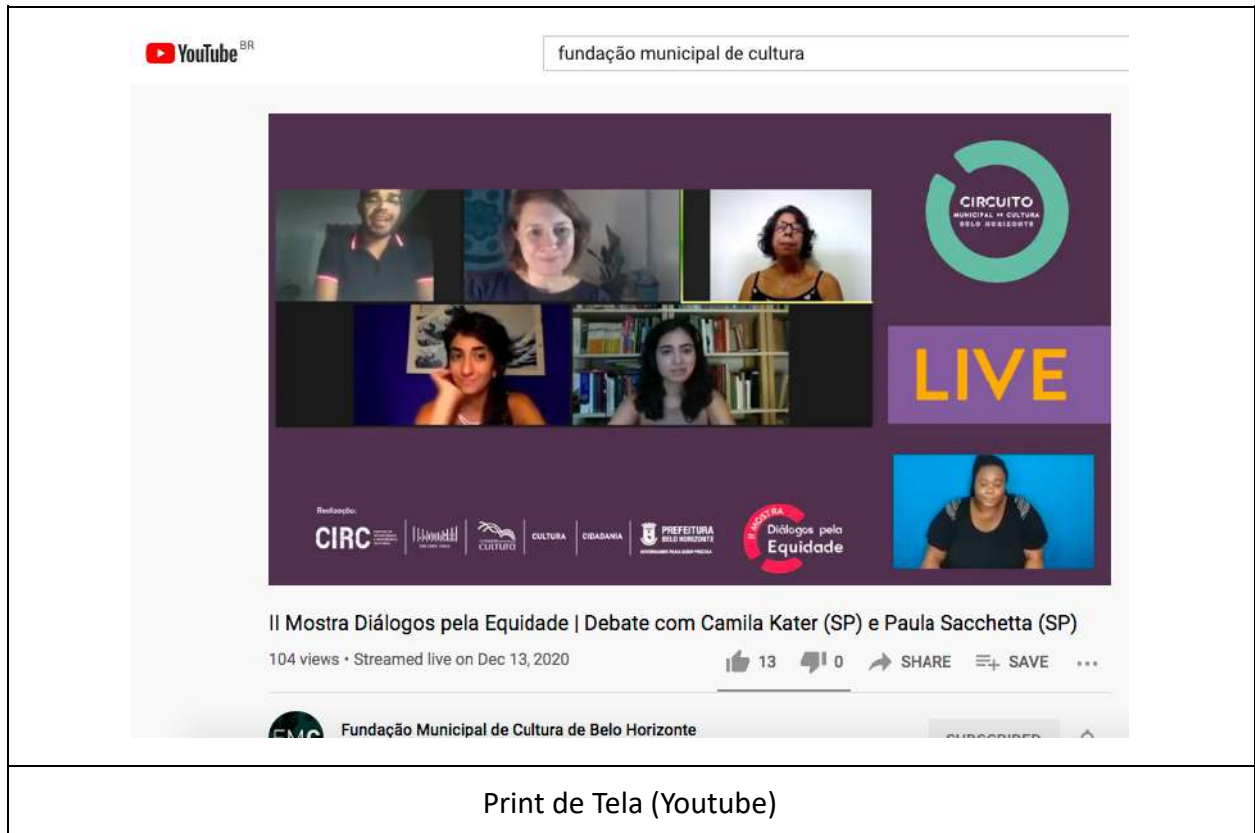 YouTube BR
fundação municipal de cultura
CIRCUITO
MUNICIPAL DE CULTURA
BELO HORIZONTE
LIVE
Realização:
CIRC
CULTURA
CULTURA
CIDADANIA
PREFEITURA
BELO HORIZONTE
II MOSTRA
Diálogos pela
Equidade
II Mostra Diálogos pela Equidade | Debate com Camila Kater (SP) e Paula Sacchetta (SP)
104 views • Streamed live on Dec 13, 2020
13 0 SHARE SAVE
FMC
Fundação Municipal de Cultura de Belo Horizonte
SUBSCRIBED
Print de Tela (Youtube)